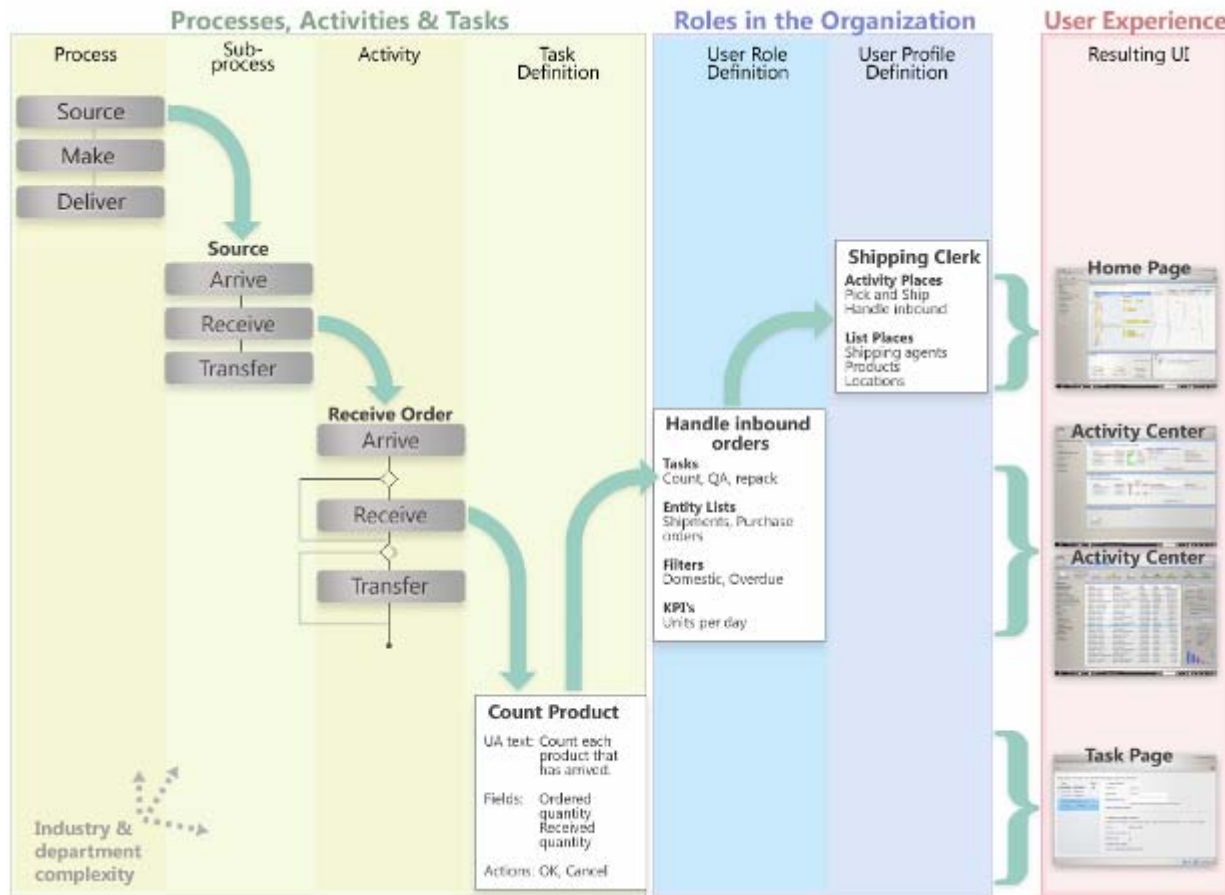 Processes, Activities & Tasks
Roles in the Organization
User Experience
Process
Sub-
process
Activity
Task
Definition
User Role
Definition
User Profile
Definition
Resulting UI
Source
Make
Deliver
Source
Arrive
Receive
Transfer
Receive Order
Arrive
Receive
Transfer
Count Product
UA text: Count each
product that
has arrived.
Fields: Ordered
quantity
Received
quantity
Actions: OK, Cancel
Handle inbound
orders
Tasks
Count, QA, repack
Entity Lists
Shipments, Purchase
orders
Filters
Domestic, Overdue
KPI's
Units per day
Shipping Clerk
Activity Places
Pick and Ship
Handle inbound
List Places
Shipping agents
Products
Locations
Home Page
Activity Center
Activity Center
Task Page
Industry &
department
complexity